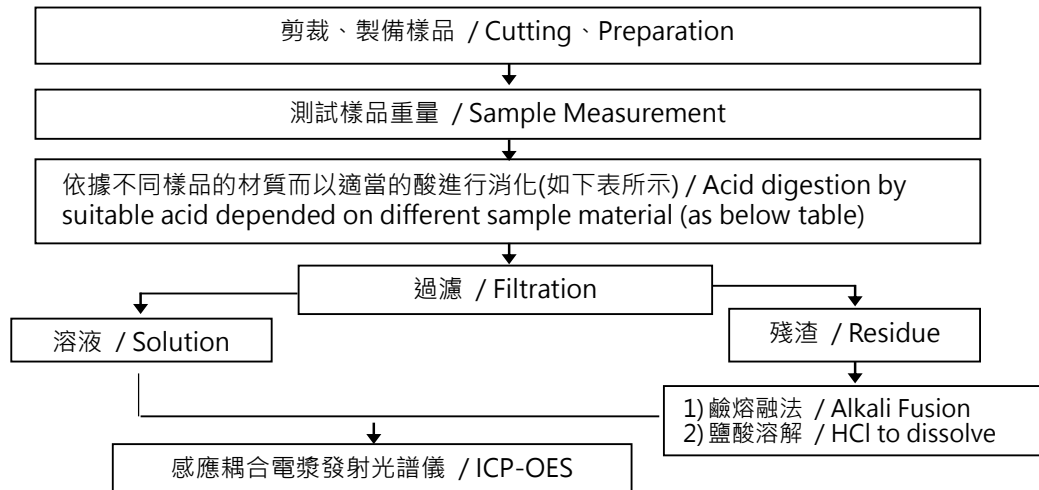 剪裁、製備樣品 / Cutting、Preparation
測試樣品重量 / Sample Measurement
依據不同樣品的材質而以適當的酸進行消化(如下表所示) / Acid digestion by
suitable acid depended on different sample material (as below table)
過濾 / Filtration
溶液 / Solution
殘渣 / Residue
1) 鹼熔融法 / Alkali Fusion
2) 鹽酸溶解 / HCl to dissolve
感應耦合電漿發射光譜儀 / ICP-OES